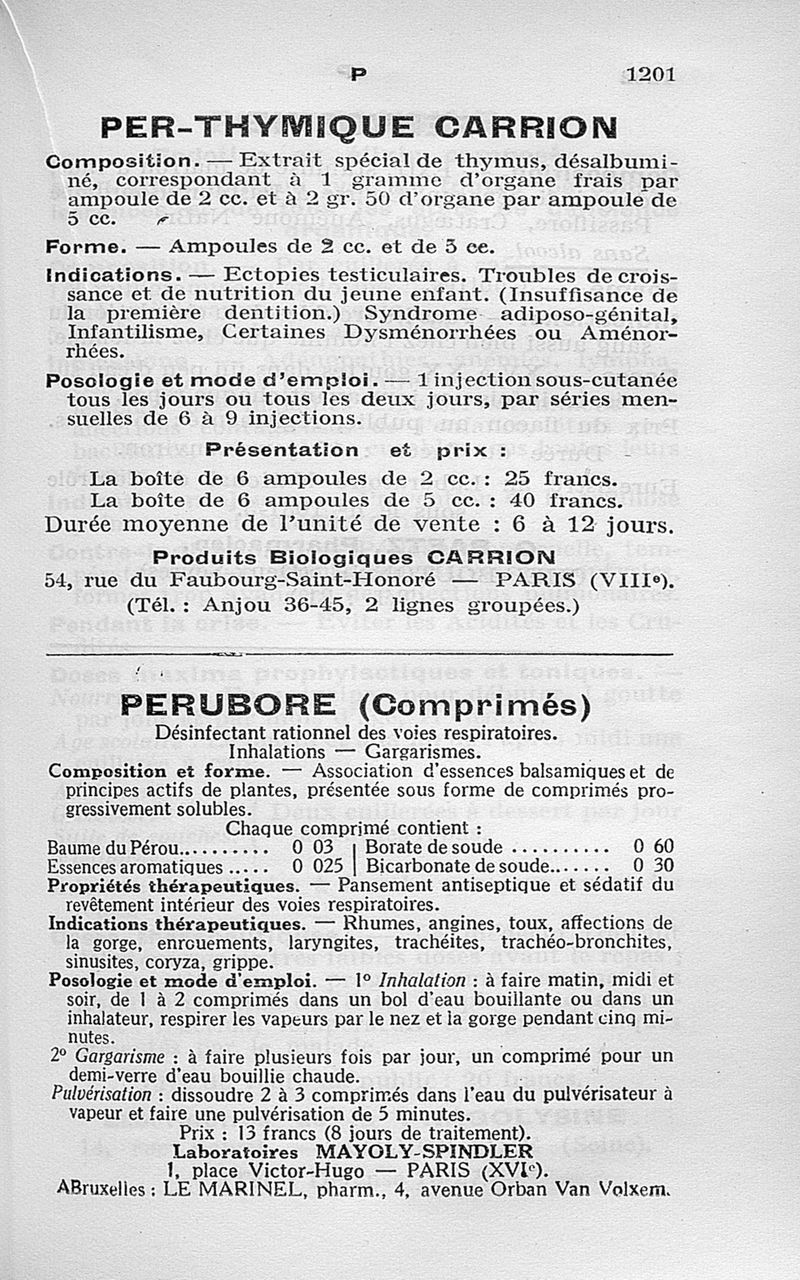 P 1201
PER-THYMIQUE CARRION
Composition. — Extrait spécial de thymus, désalbumi-
né, correspondant à 1 gramme d'organe frais par
ampoule de 2 cc. et à 2 gr. 50 d'organe par ampoule de
5 cc.
Forme. — Ampoules de 2 cc. et de 5 cc.
Indications. — Ectopies testiculaires. Troubles de crois-
sance et de nutrition du jeune enfant. (Insuffisance de
la première dentition.) Syndrome adiposo-génital,
Infantilisme, Certaines Dysménorrhées ou Aménor-
rhées.
Posologie et mode d'emploi. — 1 injection sous-cutanée
tous les jours ou tous les deux jours, par séries men-
suelles de 6 à 9 injections.
Présentation et prix :
La boîte de 6 ampoules de 2 cc. : 25 francs.
La boîte de 6 ampoules de 5 cc. : 40 francs.
Durée moyenne de l'unité de vente : 6 à 12 jours.
Produits Biologiques CARRION
54, rue du Faubourg-Saint-Honoré — PARIS (VIIIe).
(Tél. : Anjou 36-45, 2 lignes groupées.)
PERUBORE (Comprimés)
Désinfectant rationnel des voies respiratoires.
Inhalations — Gargarismes.
Composition et forme. — Association d'essences balsamiques et de
principes actifs de plantes, présentée sous forme de comprimés pro-
gressivement solubles.
Chaque comprimé contient :
Baume du Pérou.......... 0 03 | Borate de soude .......... 0 60
Essences aromatiques ..... 0 025 | Bicarbonate de soude....... 0 30
Propriétés thérapeutiques. — Pansement antiseptique et sédatif du
revêtement intérieur des voies respiratoires.
Indications thérapeutiques. — Rhumes, angines, toux, affections de
la gorge, enrouements, laryngites, trachéites, trachéo-bronchites,
sinusites, coryza, grippe.
Posologie et mode d'emploi. — 1º Inhalation : à faire matin, midi et
soir, de 1 à 2 comprimés dans un bol d'eau bouillante ou dans un
inhalateur, respirer les vapeurs par le nez et la gorge pendant cinq mi-
nutes.
2º Gargarisme : à faire plusieurs fois par jour, un comprimé pour un
demi-verre d'eau bouillie chaude.
Pulvérisation : dissoudre 2 à 3 comprimés dans l'eau du pulvérisateur à
vapeur et faire une pulvérisation de 5 minutes.
Prix : 13 francs (8 jours de traitement).
Laboratoires MAYOLY-SPINDLER
1, place Victor-Hugo — PARIS (XVIe).
ABruxelles : LE MARINEL, pharm., 4, avenue Orban Van Volxem.